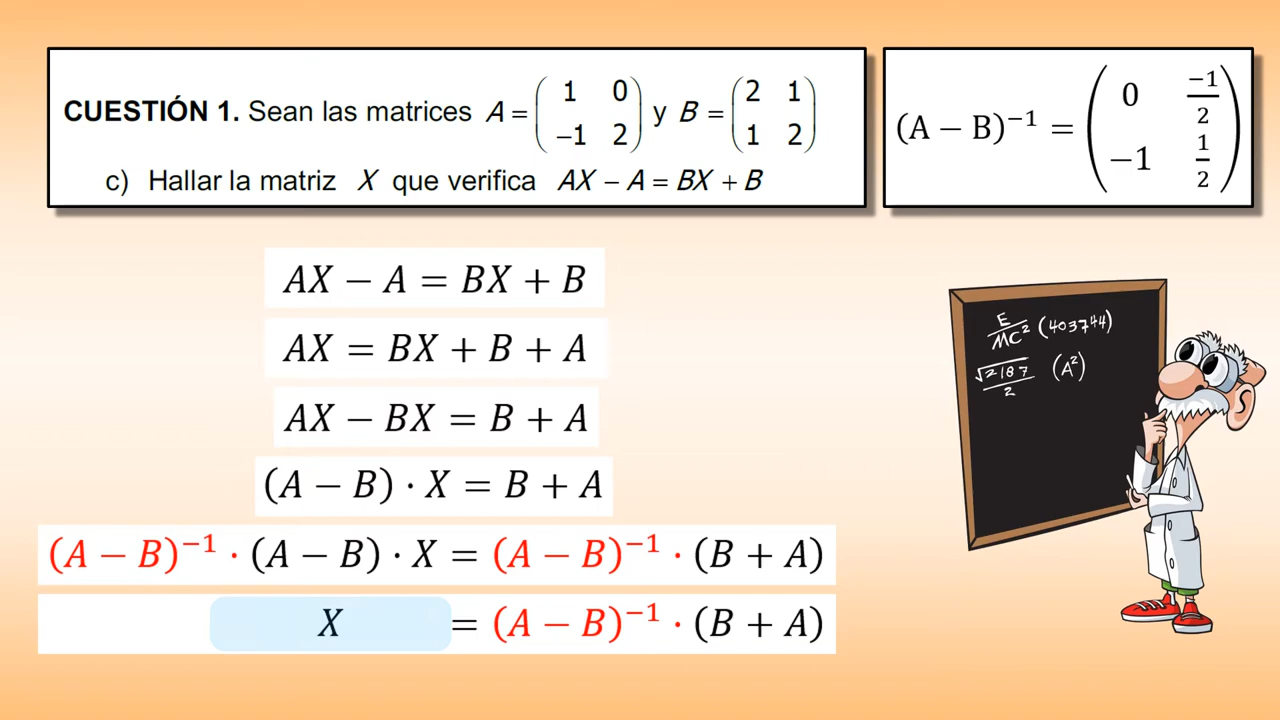 CUESTIÓN 1. Sean las matrices A = ( 1 0 ; −1 2 ) y B = ( 2 1 ; 1 2 )
c) Hallar la matriz X que verifica AX − A = BX + B
(A − B)⁻¹ = ( 0 −1/2 ; −1 1/2 )
AX − A = BX + B
AX = BX + B + A
AX − BX = B + A
(A − B) · X = B + A
(A − B)⁻¹ · (A − B) · X = (A − B)⁻¹ · (B + A)
X = (A − B)⁻¹ · (B + A)
E/MC² (403744)
√2187/2 (A²)